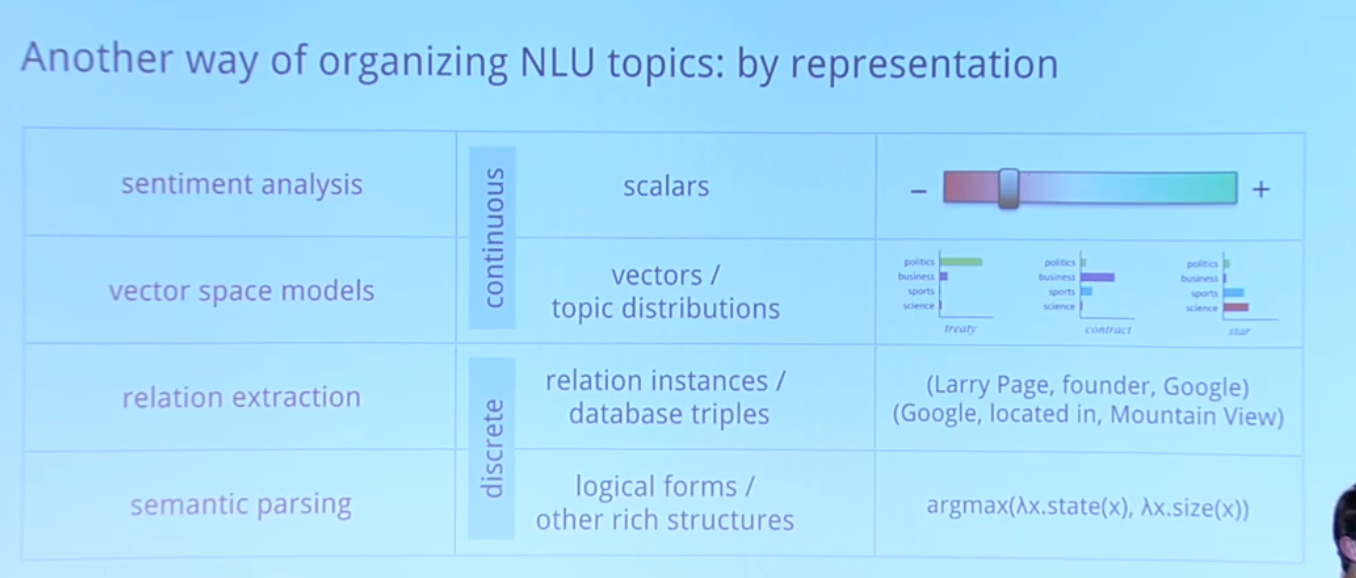 Another way of organizing NLU topics: by representation
sentiment analysis
continuous
scalars
– +
vector space models
vectors /
topic distributions
politics
business
sports
science
treaty
politics
business
sports
science
contract
politics
business
sports
science
star
relation extraction
discrete
relation instances /
database triples
(Larry Page, founder, Google)
(Google, located in, Mountain View)
semantic parsing
logical forms /
other rich structures
argmax(λx.state(x), λx.size(x))